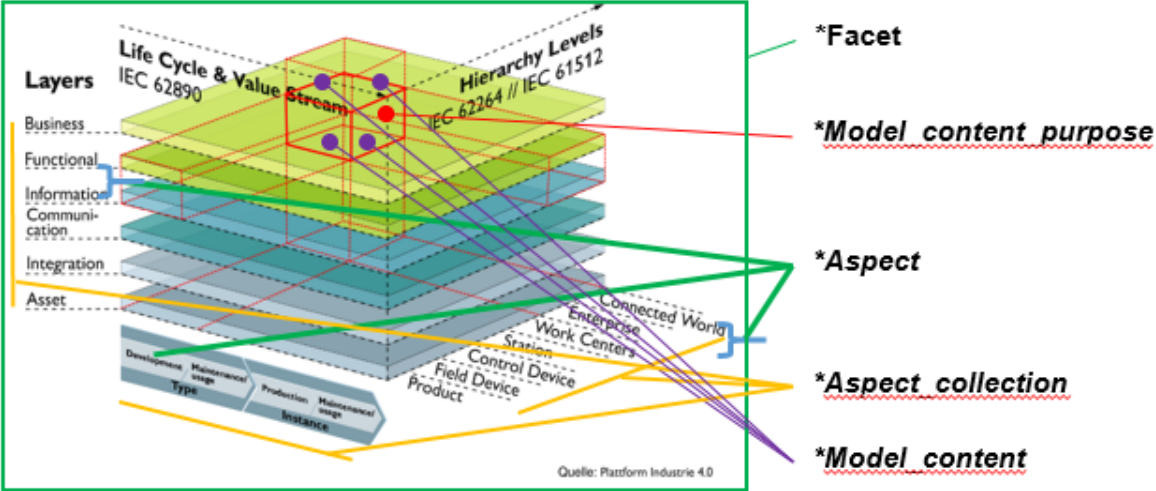 Life Cycle & Value Stream
IEC 62890
Hierarchy Levels
IEC 62264 // IEC 61512
Layers
Business
Functional
Information
Communi-
cation
Integration
Asset
Connected World
Enterprise
Work Centers
Station
Control Device
Field Device
Product
Development
Maintenance/
usage
Type
Production
Maintenance/
usage
Instance
Quelle: Plattform Industrie 4.0
*Facet
*Model_content_purpose
*Aspect
*Aspect_collection
*Model_content